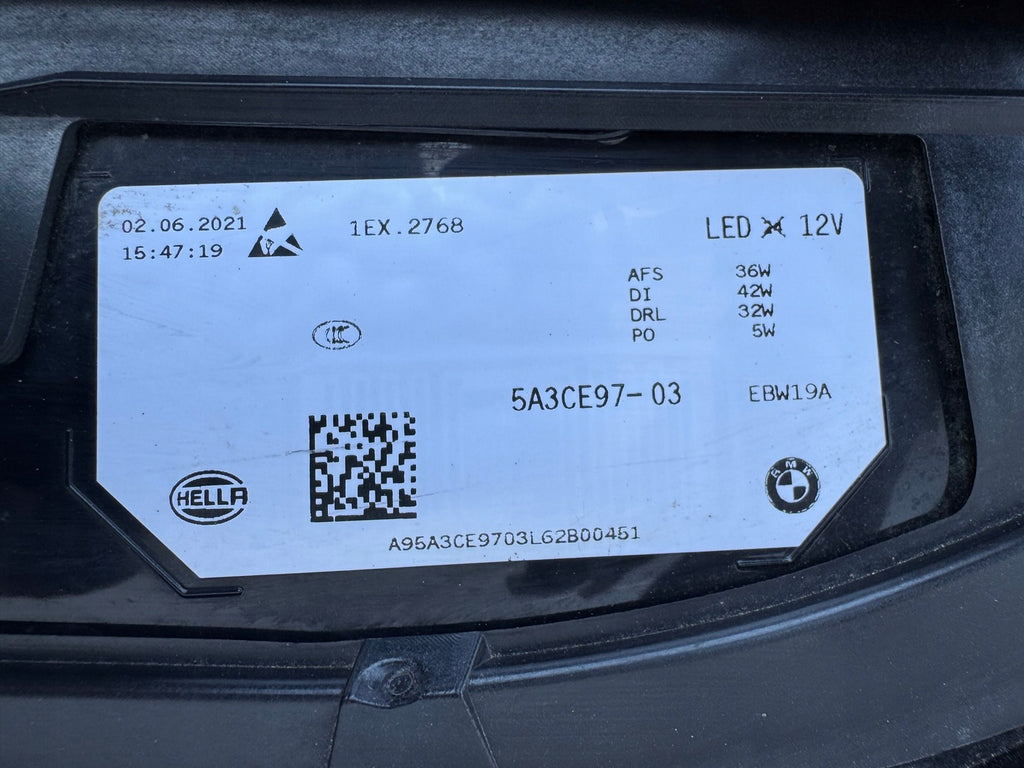 02.06.2021
15:47:19
1EX.2768
LED 12V
AFS 36W
DI 42W
DRL 32W
PO 5W
5A3CE97-03
EBW19A
HELLA
BMW
A95A3CE9703L62B00451